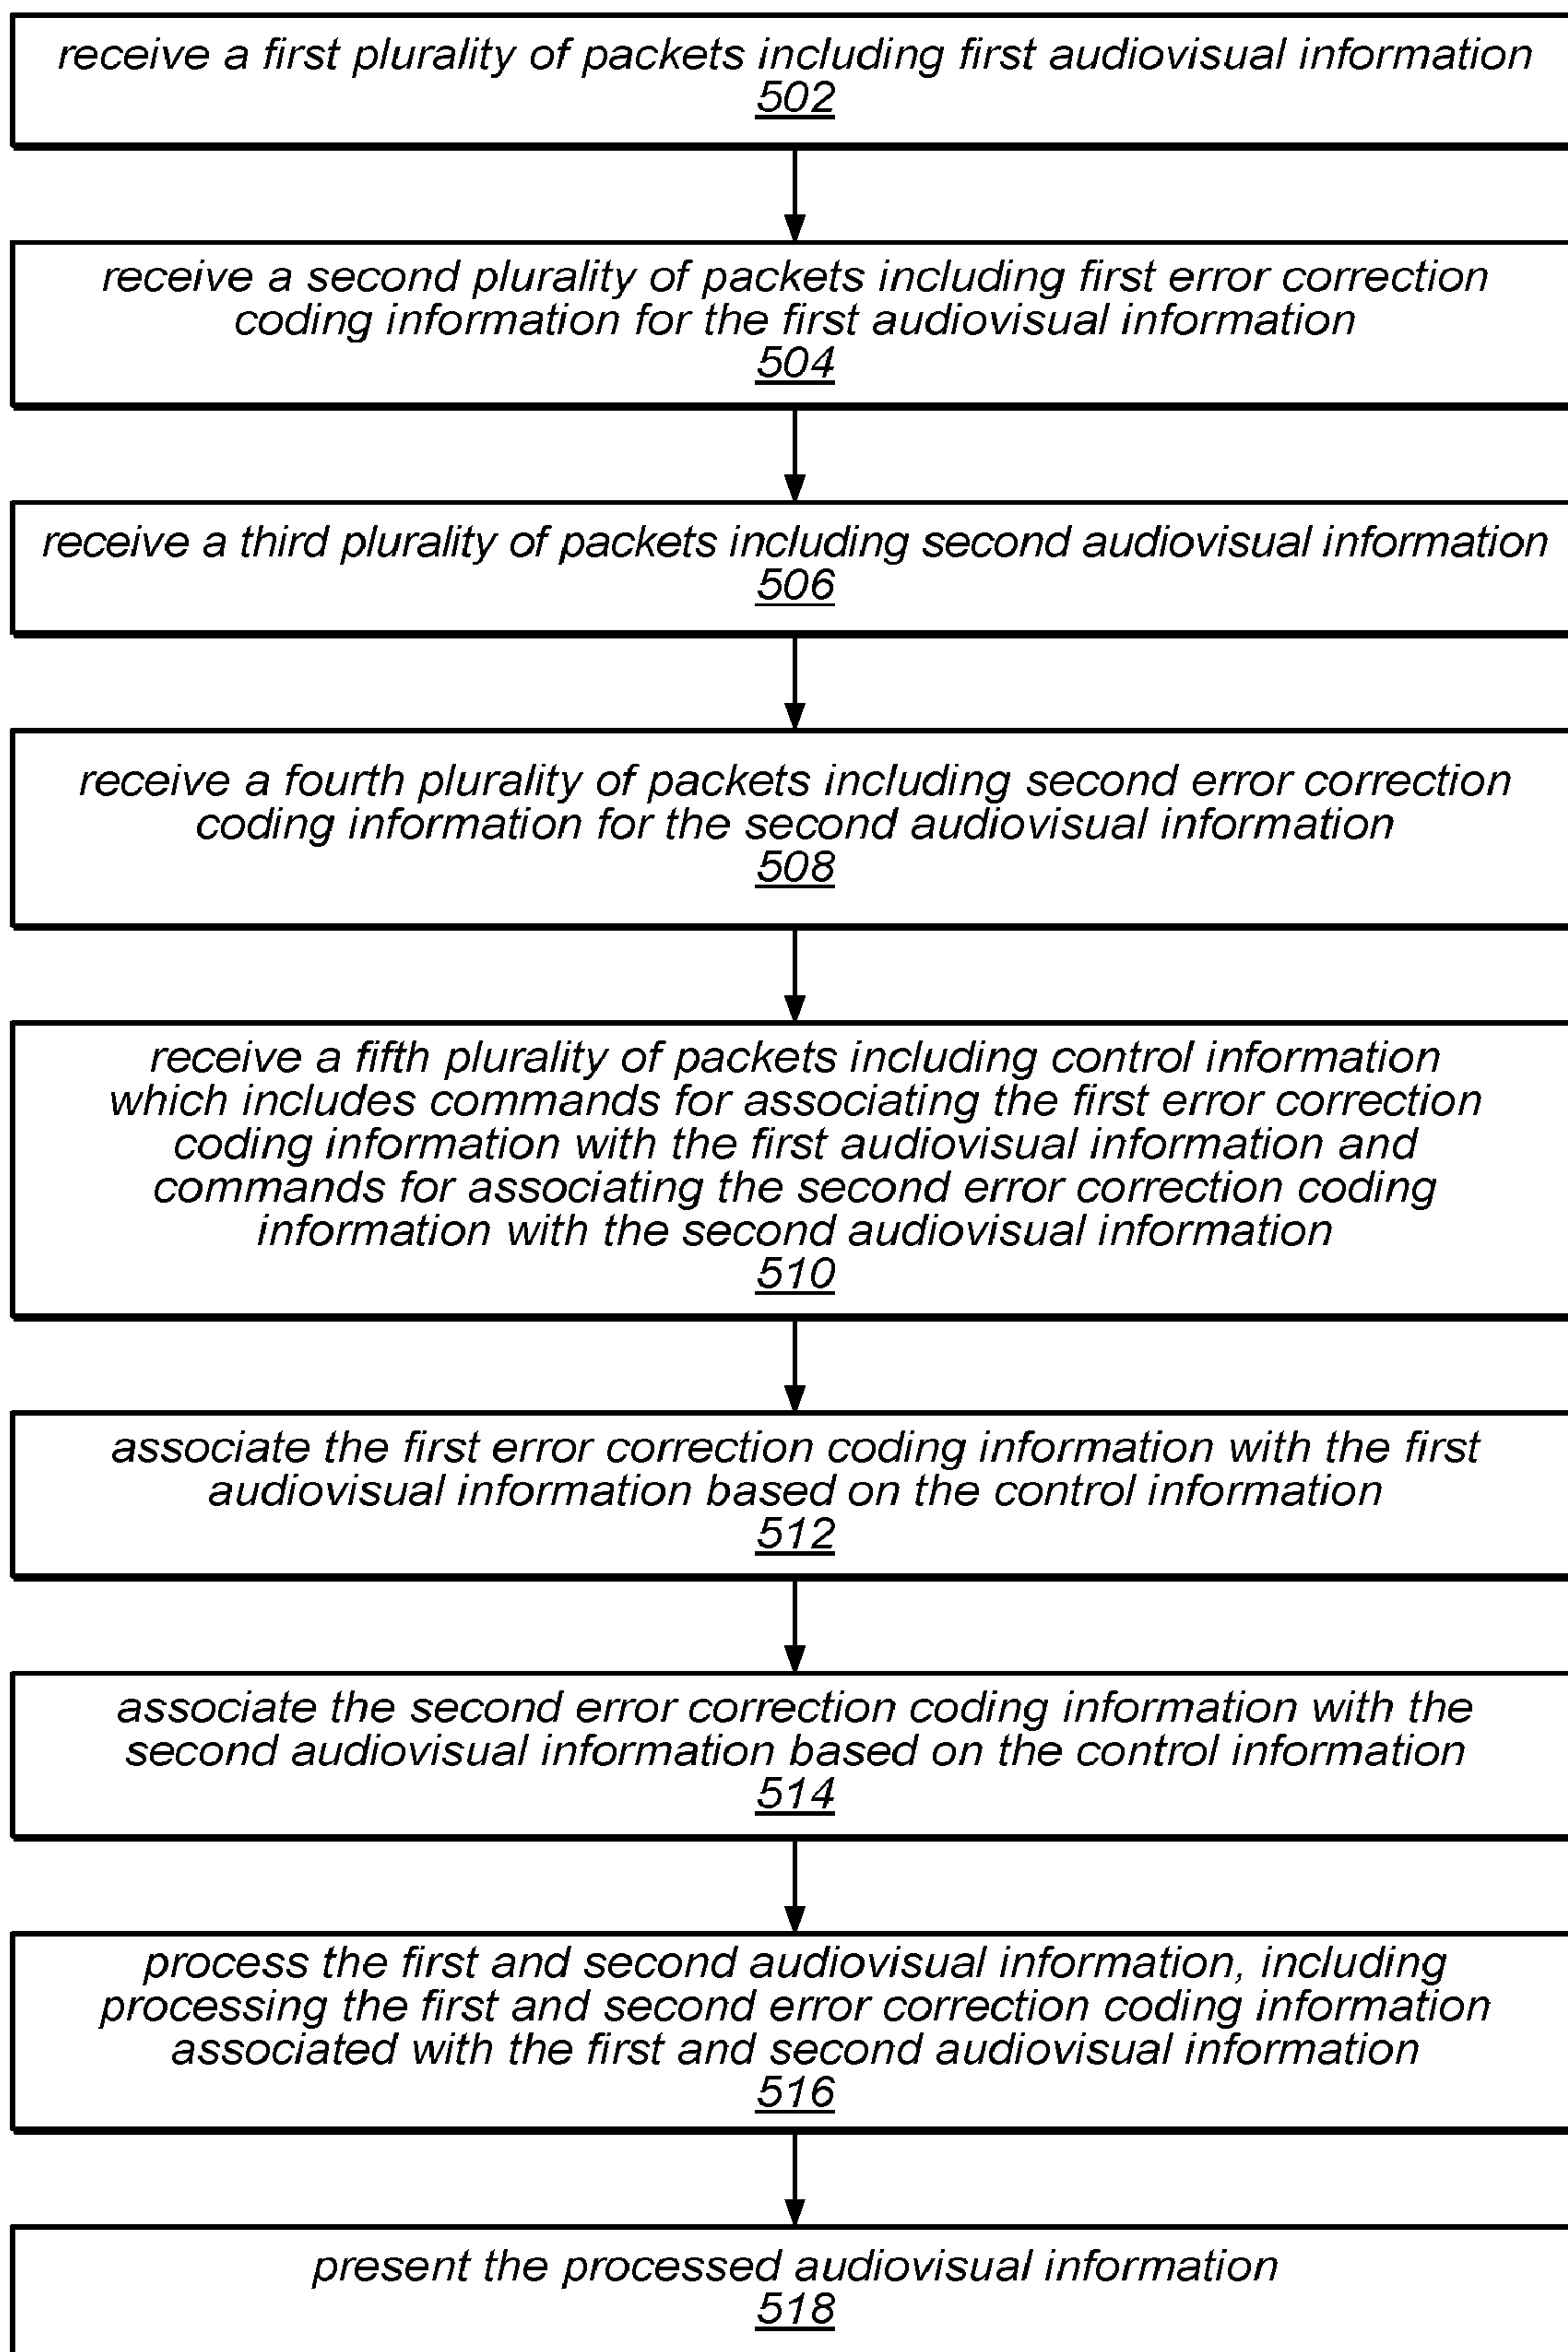 receive a first plurality of packets including first audiovisual information
502
receive a second plurality of packets including first error correction
coding information for the first audiovisual information
504
receive a third plurality of packets including second audiovisual information
506
receive a fourth plurality of packets including second error correction
coding information for the second audiovisual information
508
receive a fifth plurality of packets including control information
which includes commands for associating the first error correction
coding information with the first audiovisual information and
commands for associating the second error correction coding
information with the second audiovisual information
510
associate the first error correction coding information with the first
audiovisual information based on the control information
512
associate the second error correction coding information with the
second audiovisual information based on the control information
514
process the first and second audiovisual information, including
processing the first and second error correction coding information
associated with the first and second audiovisual information
516
present the processed audiovisual information
518